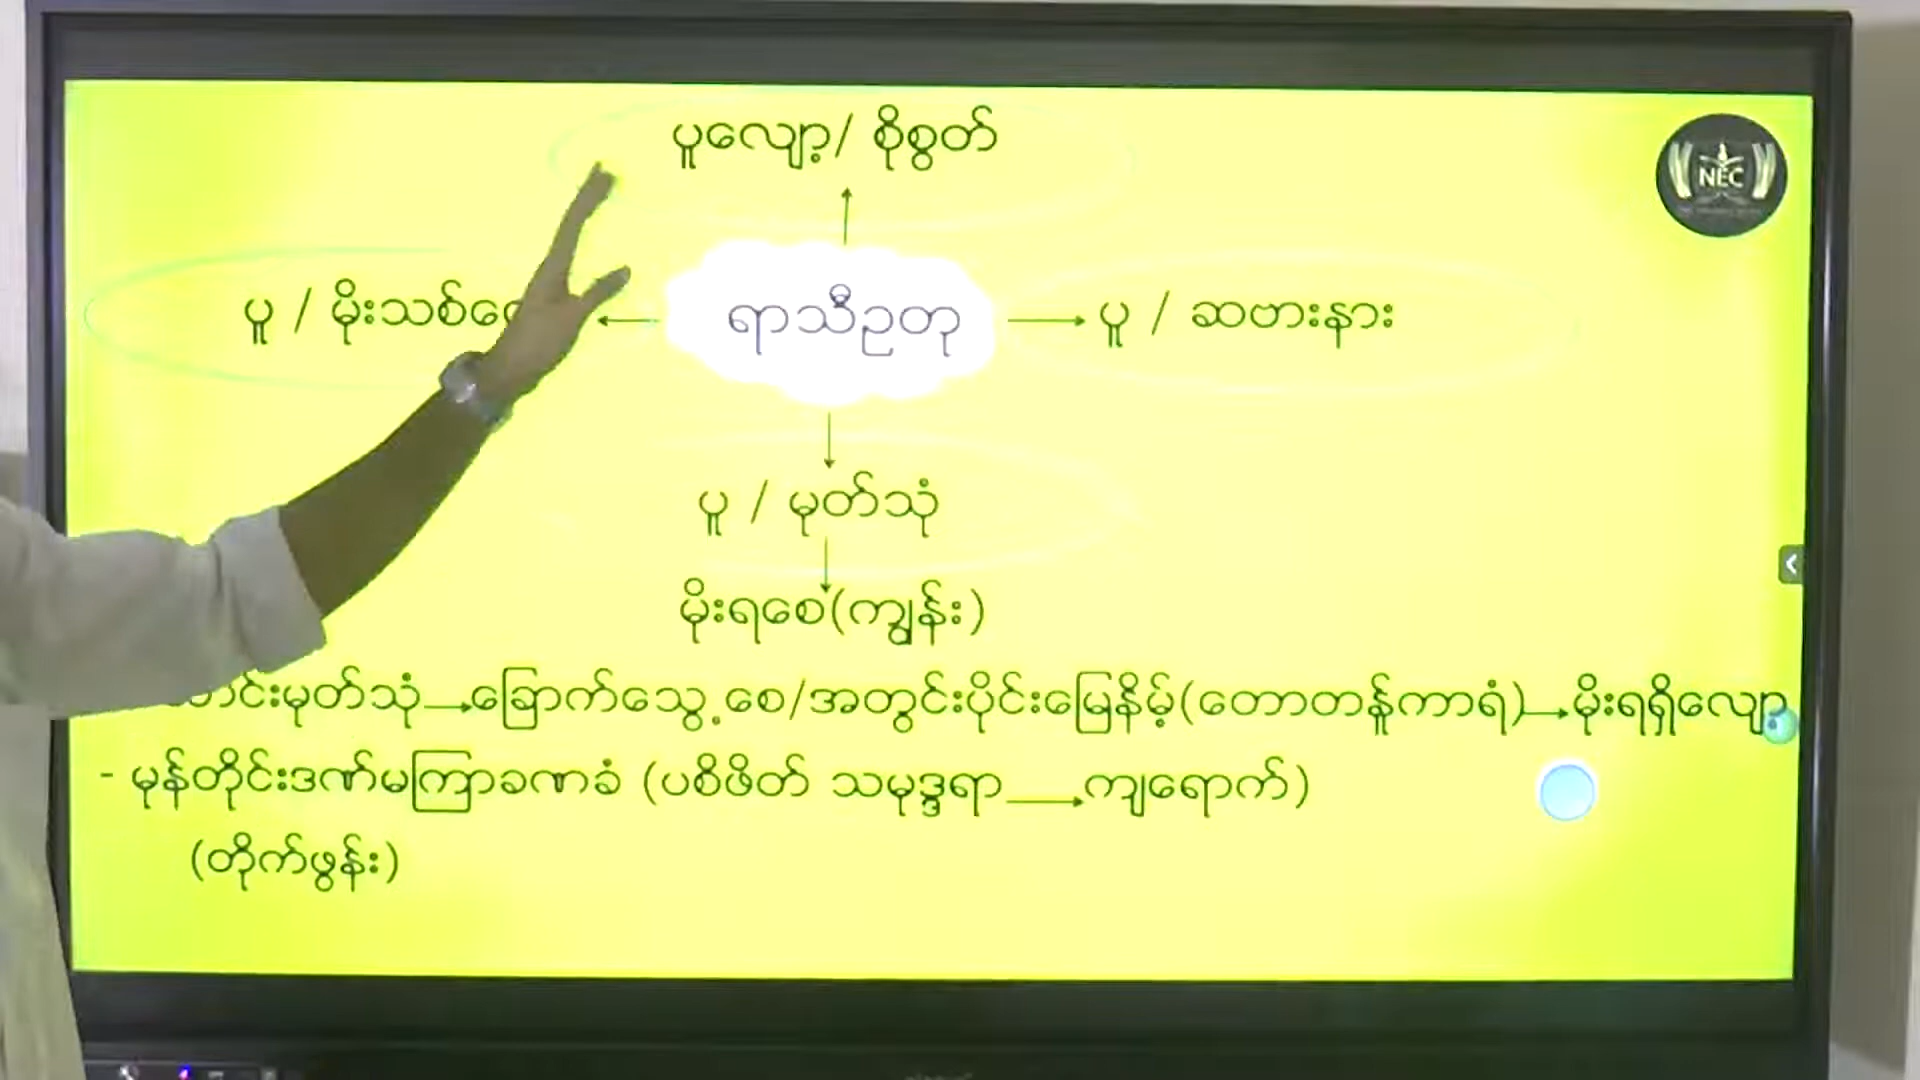 ပူလျော့/ စိုစွတ်
NEC
ပူ / မိုးသစ်
ရာသီဥတု
ပူ / ဆဗားနား
ပူ / မုတ်သုံ
မိုးရစေ(ကျွန်း)
မုတ်သုံ→ခြောက်သွေ့စေ/အတွင်းပိုင်းမြေနိမ့်(တောတန်ူကာရံ)→မိုးရရှိလျော့
- မုန်တိုင်းဒဏ်မကြာခဏခံ (ပစိဖိတ် သမုဒ္ဒရာ→ကျရောက်)
(တိုက်ဖွန်း)